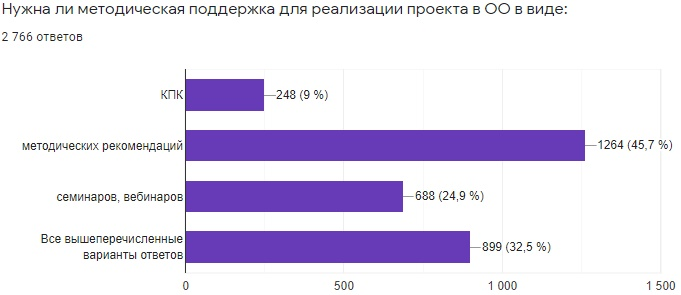 Нужна ли методическая поддержка для реализации проекта в ОО в виде:
2 766 ответов
КПК
248 (9 %)
методических рекомендаций
1264 (45,7 %)
семинаров, вебинаров
688 (24,9 %)
Все вышеперечисленные
варианты ответов
899 (32,5 %)
0
500
1 000
1 500